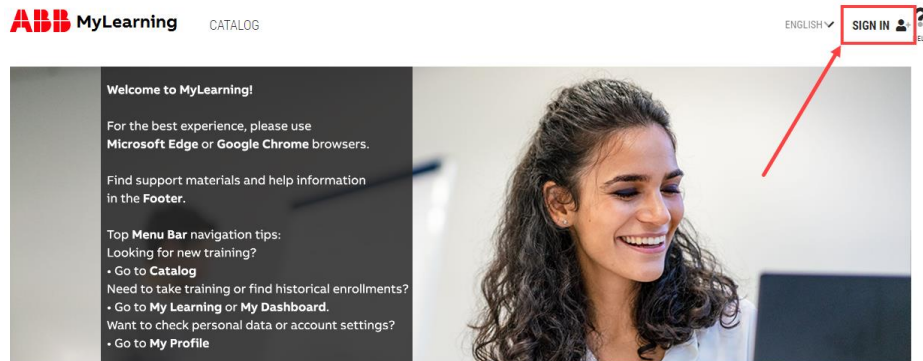 ABB MyLearning CATALOG ENGLISH SIGN IN
Welcome to MyLearning!
For the best experience, please use
Microsoft Edge or Google Chrome browsers.
Find support materials and help information
in the Footer.
Top Menu Bar navigation tips:
Looking for new training?
• Go to Catalog
Need to take training or find historical enrollments?
• Go to My Learning or My Dashboard.
Want to check personal data or account settings?
• Go to My Profile